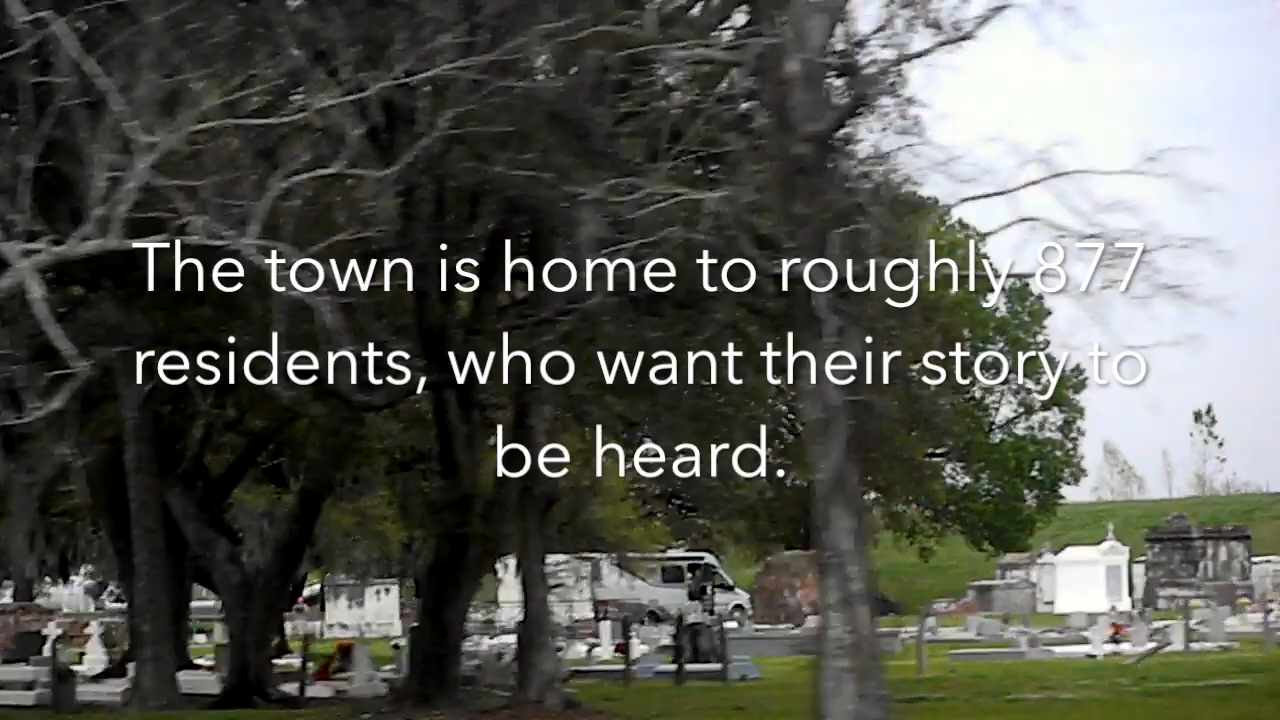 The town is home to roughly 877
residents, who want their story to
be heard.